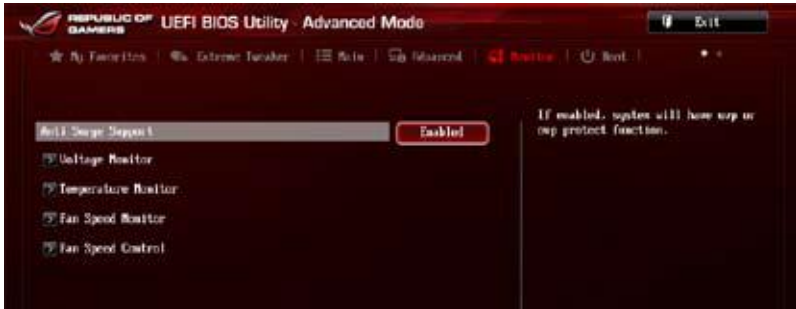 REPUBLIC OF GAMERS
UEFI BIOS Utility - Advanced Mode
Exit
My Favorites | Extreme Tweaker | Main | Advanced | Monitor | Boot
Anti Surge Support
Enabled
Voltage Monitor
Temperature Monitor
Fan Speed Monitor
Fan Speed Control
If enabled, system will have uvp or
ovp protect function.